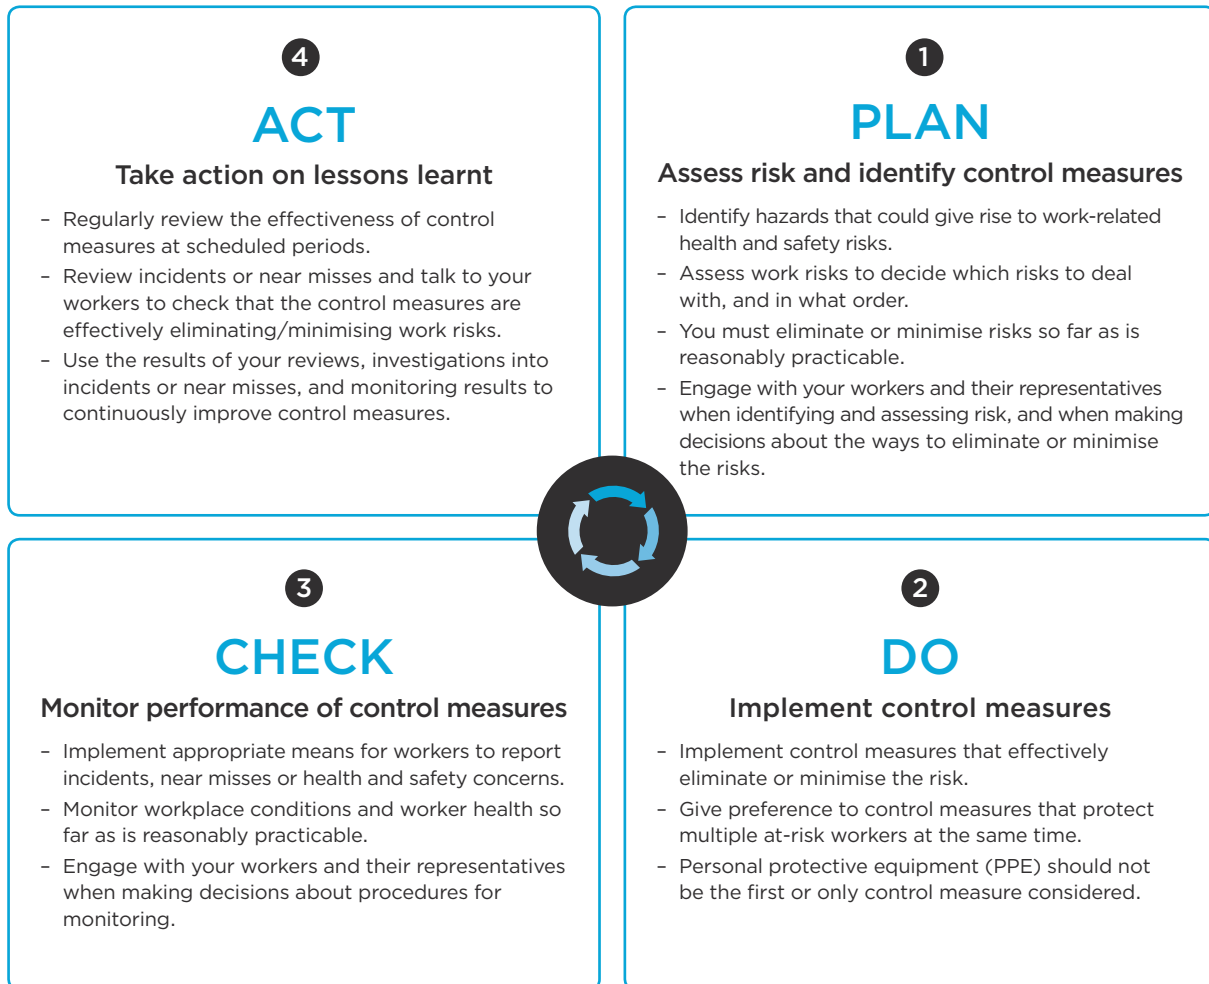 4
ACT
Take action on lessons learnt
– Regularly review the effectiveness of control
measures at scheduled periods.
– Review incidents or near misses and talk to your
workers to check that the control measures are
effectively eliminating/minimising work risks.
– Use the results of your reviews, investigations into
incidents or near misses, and monitoring results to
continuously improve control measures.
1
PLAN
Assess risk and identify control measures
– Identify hazards that could give rise to work-related
health and safety risks.
– Assess work risks to decide which risks to deal
with, and in what order.
– You must eliminate or minimise risks so far as is
reasonably practicable.
– Engage with your workers and their representatives
when identifying and assessing risk, and when making
decisions about the ways to eliminate or minimise
the risks.
3
CHECK
Monitor performance of control measures
– Implement appropriate means for workers to report
incidents, near misses or health and safety concerns.
– Monitor workplace conditions and worker health so
far as is reasonably practicable.
– Engage with your workers and their representatives
when making decisions about procedures for
monitoring.
2
DO
Implement control measures
– Implement control measures that effectively
eliminate or minimise the risk.
– Give preference to control measures that protect
multiple at-risk workers at the same time.
– Personal protective equipment (PPE) should not
be the first or only control measure considered.